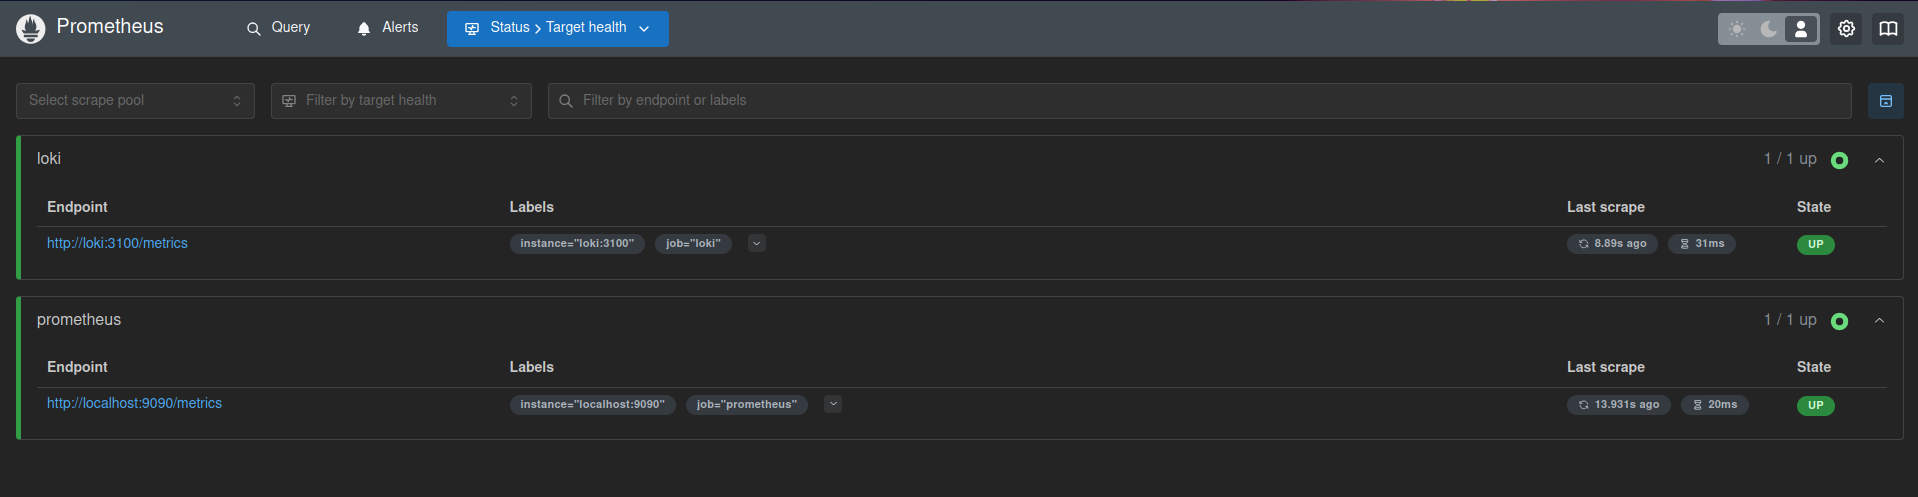 Prometheus Query Alerts Status > Target health
Select scrape pool Filter by target health Filter by endpoint or labels
loki 1 / 1 up
Endpoint Labels Last scrape State
http://loki:3100/metrics instance="loki:3100" job="loki" 8.89s ago 31ms UP
prometheus 1 / 1 up
Endpoint Labels Last scrape State
http://localhost:9090/metrics instance="localhost:9090" job="prometheus" 13.931s ago 20ms UP